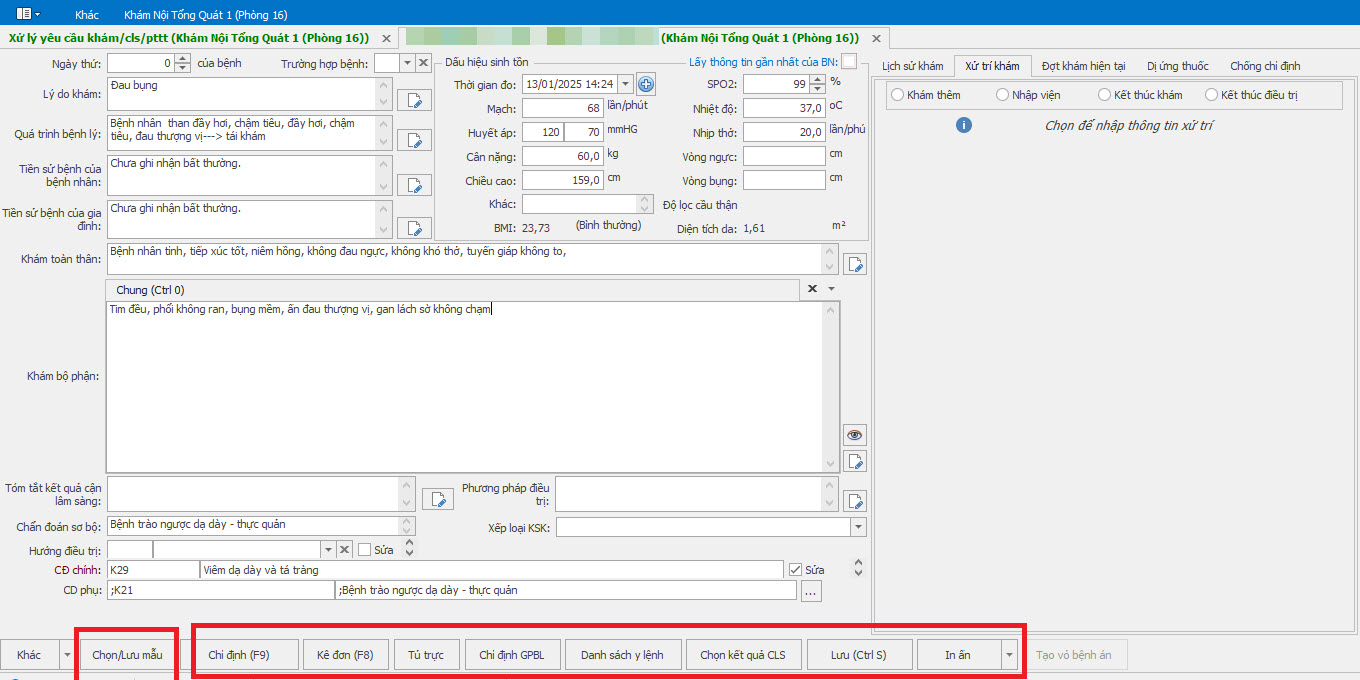 Khác Khám Nội Tổng Quát 1 (Phòng 16)
Xử lý yêu cầu khám/cls/pttt (Khám Nội Tổng Quát 1 (Phòng 16)) (Khám Nội Tổng Quát 1 (Phòng 16))
Ngày thứ: 0 của bệnh Trường hợp bệnh:
Lý do khám: Đau bụng
Quá trình bệnh lý: Bệnh nhân than đầy hơi, chậm tiêu, đầy hơi, chậm
tiêu, đau thượng vị---> tái khám
Tiền sử bệnh của
bệnh nhân: Chưa ghi nhận bất thường.
Tiền sử bệnh của gia
đình: Chưa ghi nhận bất thường.
Dấu hiệu sinh tồn Lấy thông tin gần nhất của BN:
Thời gian đo: 13/01/2025 14:24 SPO2: 99 %
Mạch: 68 lần/phút Nhiệt độ: 37,0 oC
Huyết áp: 120 70 mmHG Nhịp thở: 20,0 lần/phú
Cân nặng: 60,0 kg Vòng ngực: cm
Chiều cao: 159,0 cm Vòng bụng: cm
Khác: Độ lọc cầu thận
BMI: 23,73 (Bình thường) Diện tích da: 1,61 m²
Khám toàn thân: Bệnh nhân tỉnh, tiếp xúc tốt, niêm hồng, không đau ngực, không khó thở, tuyến giáp không to,
Chung (Ctrl 0)
Khám bộ phận: Tim đều, phổi không ran, bụng mềm, ấn đau thượng vị, gan lách sờ không chạm
Tóm tắt kết quả cận
lâm sàng:
Phương pháp điều
trị:
Chẩn đoán sơ bộ: Bệnh trào ngược dạ dày - thực quản
Xếp loại KSK:
Hướng điều trị: Sửa
CĐ chính: K29 Viêm dạ dày và tá tràng Sửa
CD phụ: ;K21 ;Bệnh trào ngược dạ dày - thực quản ...
Lịch sử khám Xử trí khám Đợt khám hiện tại Dị ứng thuốc Chống chỉ định
Khám thêm Nhập viện Kết thúc khám Kết thúc điều trị
Chọn để nhập thông tin xử trí
Khác Chọn/Lưu mẫu Chỉ định (F9) Kê đơn (F8) Tủ trực Chỉ định GPBL Danh sách y lệnh Chọn kết quả CLS Lưu (Ctrl S) In ấn Tạo vỏ bệnh án